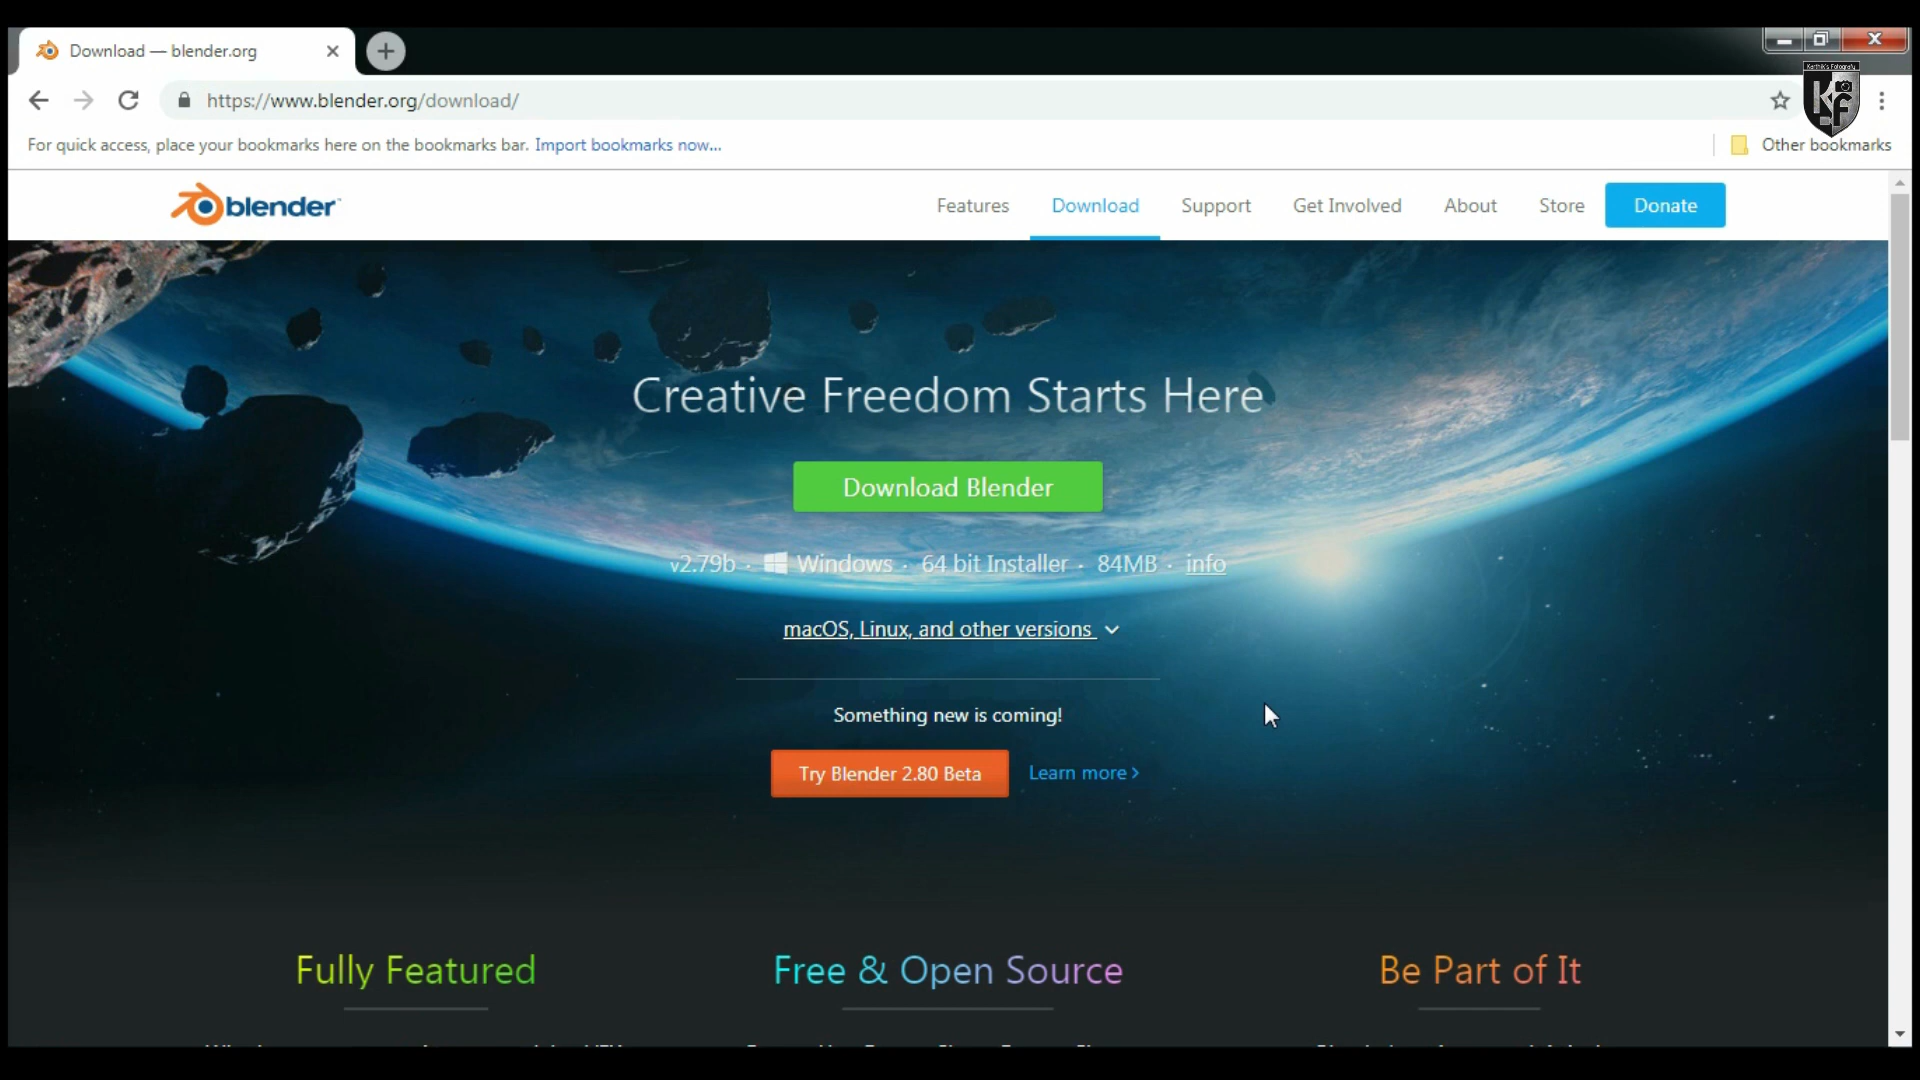 Download — blender.org
https://www.blender.org/download/
Karthik's Fotografy
KF
For quick access, place your bookmarks here on the bookmarks bar. Import bookmarks now...
Other bookmarks
blender
Features Download Support Get Involved About Store Donate
Creative Freedom Starts Here
Download Blender
v2.79b · Windows · 64 bit Installer · 84MB · info
macOS, Linux, and other versions
Something new is coming!
Try Blender 2.80 Beta
Learn more
Fully Featured
Free & Open Source
Be Part of It